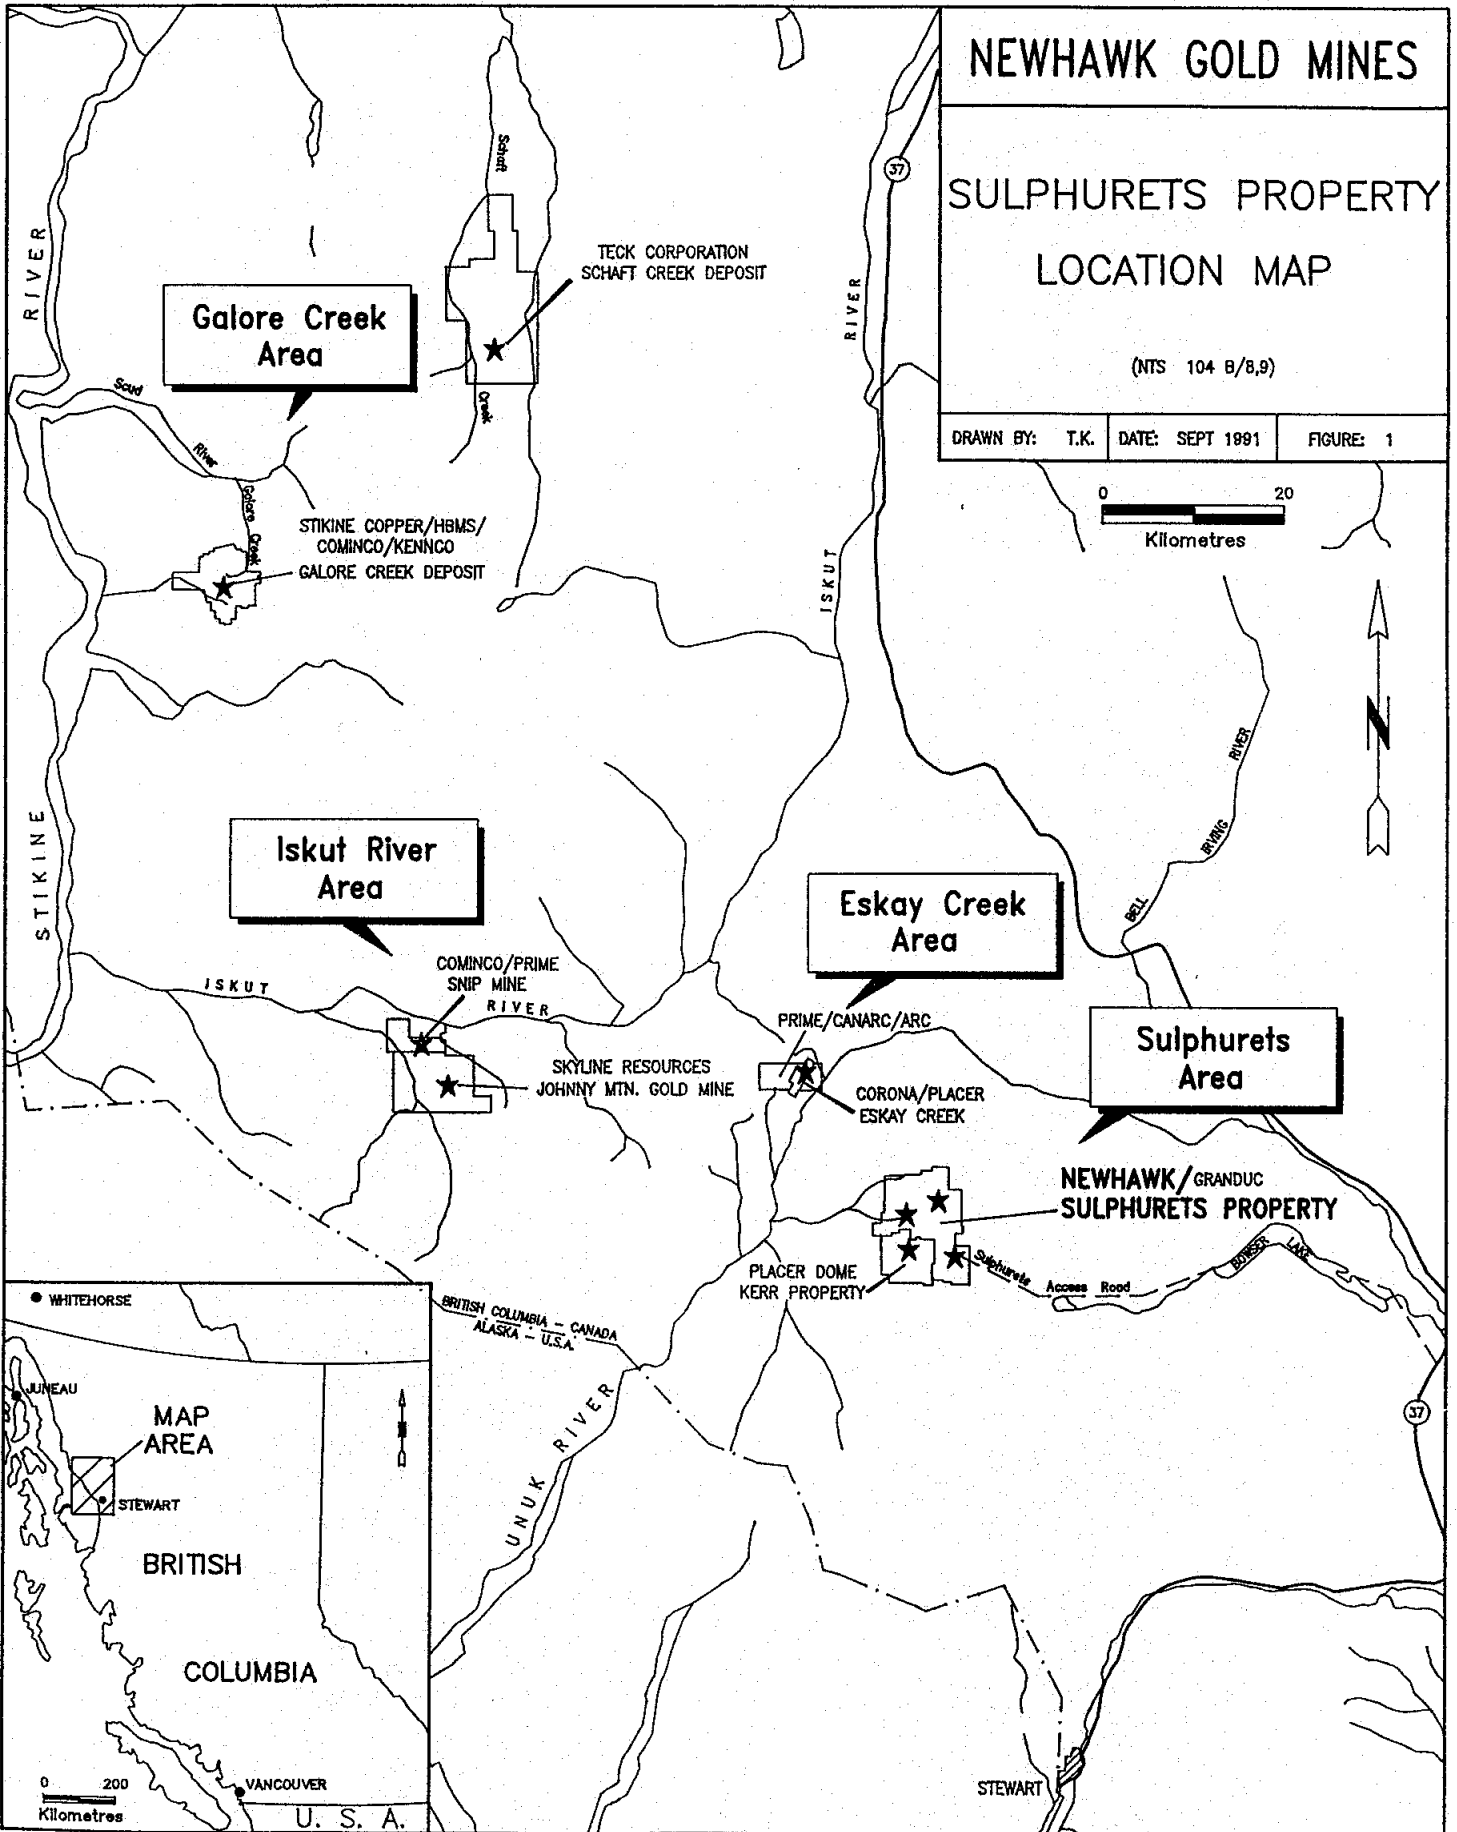 NEWHAWK GOLD MINES
SULPHURETS PROPERTY
LOCATION MAP
(NTS 104 B/8,9)
DRAWN BY: T.K.
DATE: SEPT 1991
FIGURE: 1
0 20
Kilometres
N
37
RIVER
STIKINE
Schaft
Creek
TECK CORPORATION
SCHAFT CREEK DEPOSIT
Galore Creek
Area
Scud
River
Galore
Creek
STIKINE COPPER/HBMS/
COMINCO/KENNCO
GALORE CREEK DEPOSIT
RIVER
ISKUT
RIVER
IRVING
BELL
Iskut River
Area
Eskay Creek
Area
COMINCO/PRIME
SNIP MINE
ISKUT
RIVER
PRIME/CANARC/ARC
Sulphurets
Area
SKYLINE RESOURCES
JOHNNY MTN. GOLD MINE
CORONA/PLACER
ESKAY CREEK
NEWHAWK/GRANDUC
SULPHURETS PROPERTY
PLACER DOME
KERR PROPERTY
Sulphurets
Access Road
BOWSER
LAKE
BRITISH COLUMBIA - CANADA
ALASKA - U.S.A.
UNUK RIVER
37
STEWART
WHITEHORSE
JUNEAU
MAP
AREA
STEWART
BRITISH
COLUMBIA
VANCOUVER
0 200
Kilometres
U. S. A.